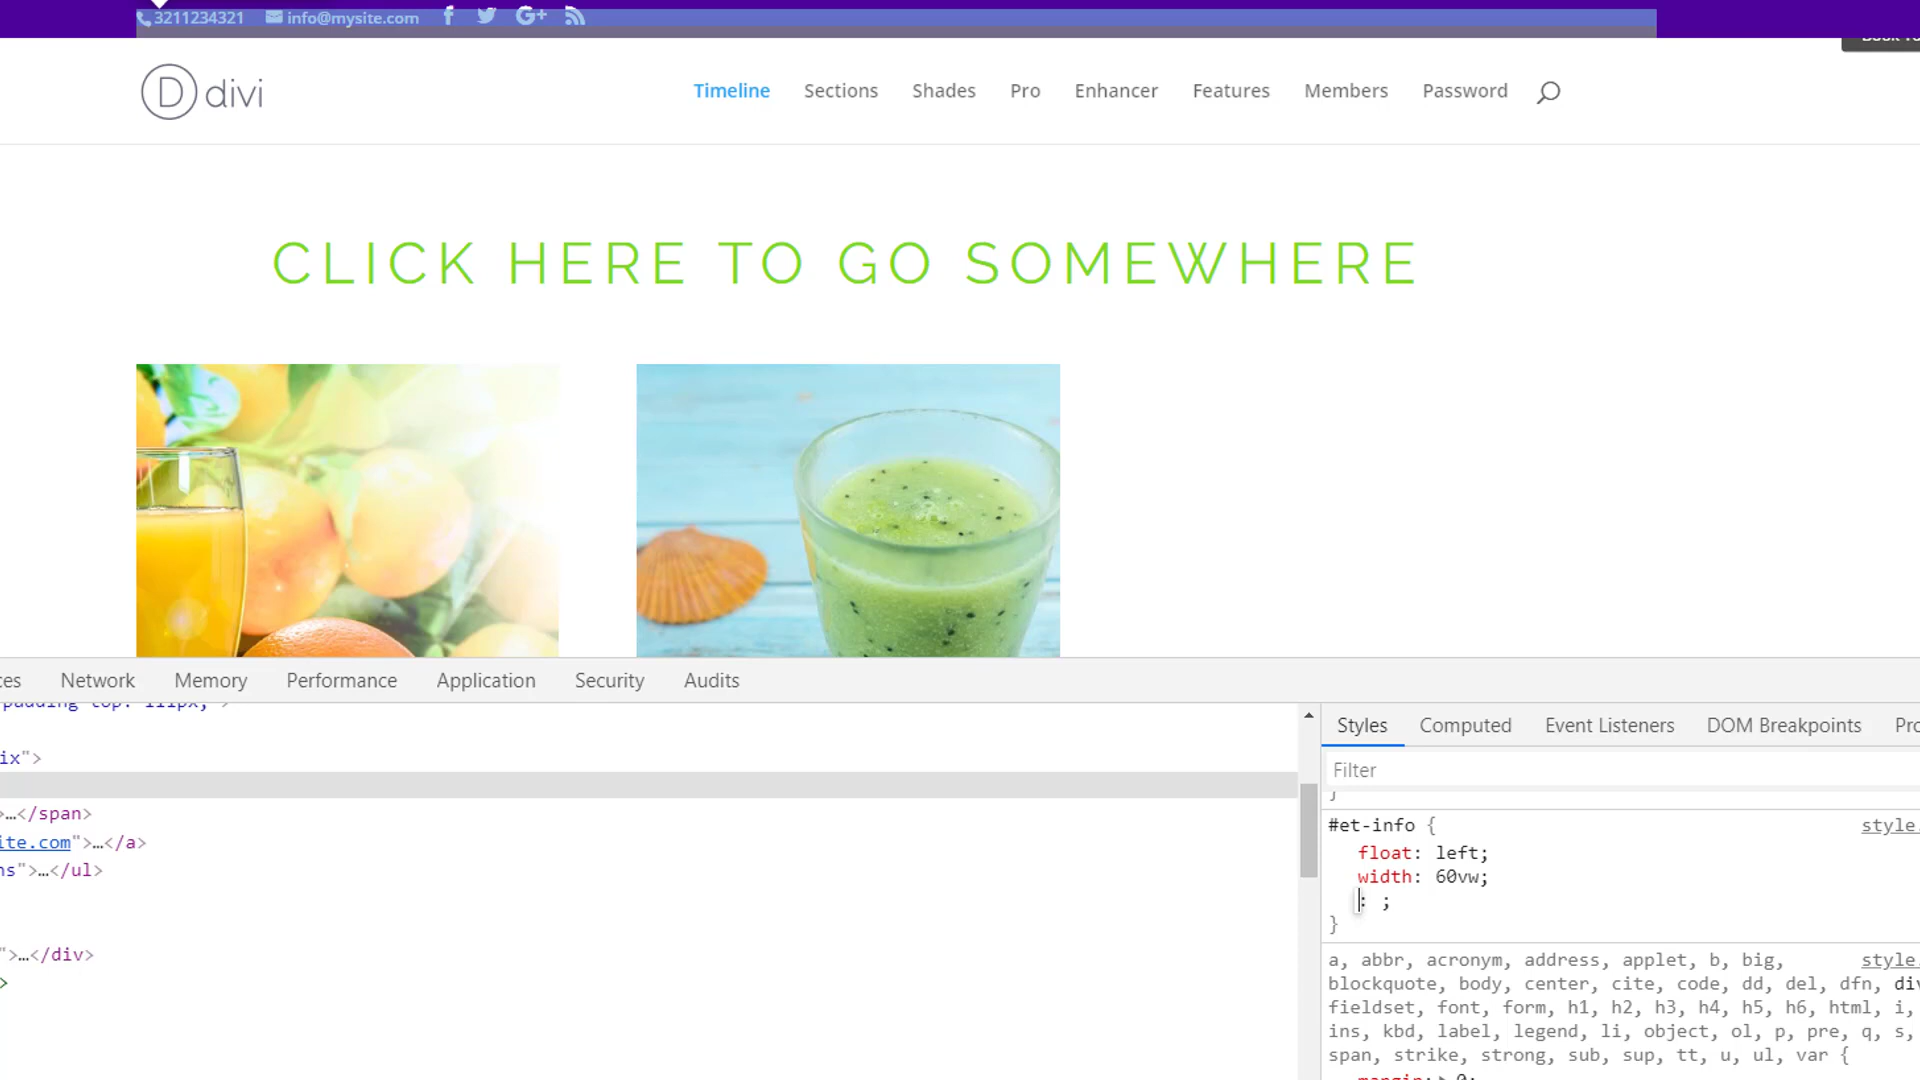 3211234321 info@mysite.com
D divi Timeline Sections Shades Pro Enhancer Features Members Password
CLICK HERE TO GO SOMEWHERE
Network Memory Performance Application Security Audits
ix">
>…</span>
ite.com">…</a>
ns">…</ul>
">…</div>
>
Styles Computed Event Listeners DOM Breakpoints
Filter
}
#et-info { style
float: left;
width: 60vw;
: ;
}
a, abbr, acronym, address, applet, b, big, style
blockquote, body, center, cite, code, dd, del, dfn, div
fieldset, font, form, h1, h2, h3, h4, h5, h6, html, i,
ins, kbd, label, legend, li, object, ol, p, pre, q, s,
span, strike, strong, sub, sup, tt, u, ul, var {